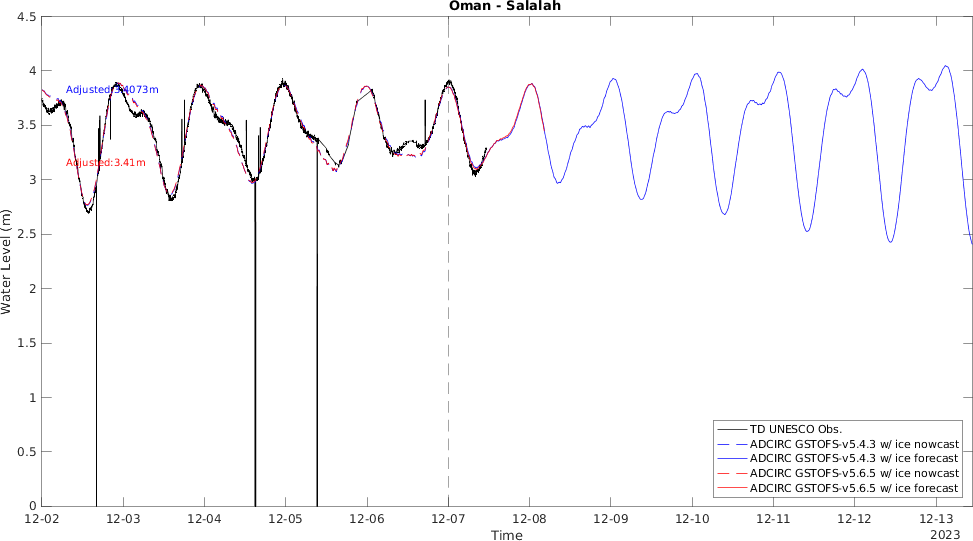 Oman - Salalah
4.5
4
3.5
3
2.5
2
1.5
1
0.5
0
Water Level (m)
Adjusted:3.4073m
Adjusted:3.41m
TD UNESCO Obs.
ADCIRC GSTOFS-v5.4.3 w/ ice nowcast
ADCIRC GSTOFS-v5.4.3 w/ ice forecast
ADCIRC GSTOFS-v5.6.5 w/ ice nowcast
ADCIRC GSTOFS-v5.6.5 w/ ice forecast
12-02 12-03 12-04 12-05 12-06 12-07 12-08 12-09 12-10 12-11 12-12 12-13
2023
Time